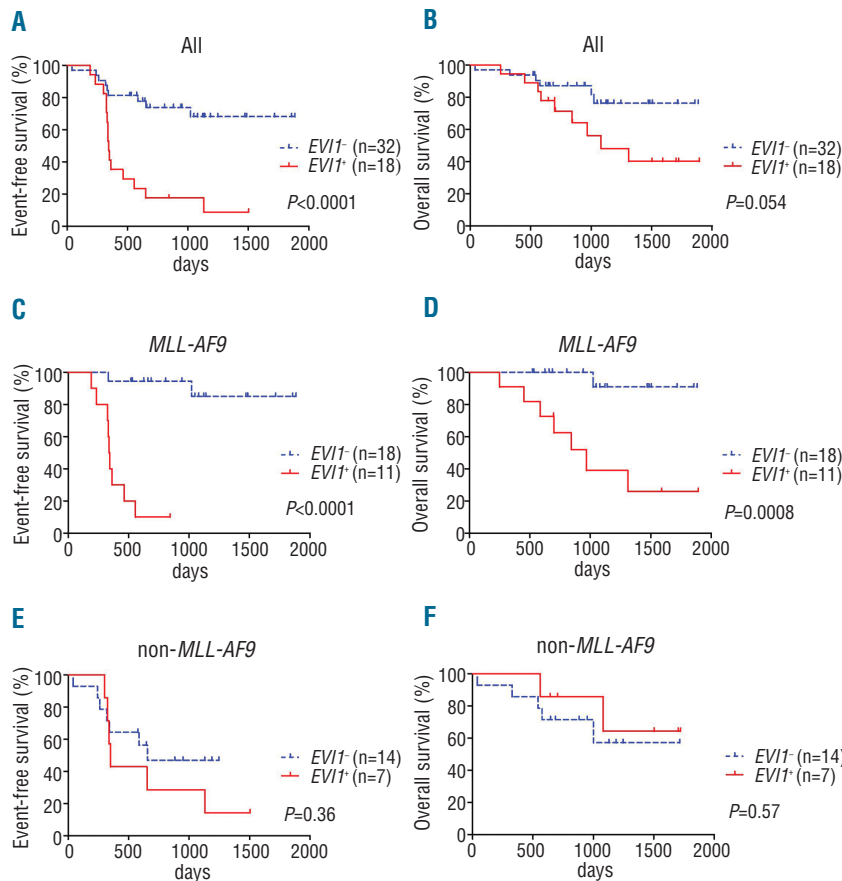 A
All
Event-free survival (%)
100
80
60
40
20
0
0 500 1000 1500 2000
days
EVI1- (n=32)
EVI1+ (n=18)
P<0.0001
B
All
Overall survival (%)
100
80
60
40
20
0
0 500 1000 1500 2000
days
EVI1- (n=32)
EVI1+ (n=18)
P=0.054
C
MLL-AF9
Event-free survival (%)
100
80
60
40
20
0
0 500 1000 1500 2000
days
EVI1- (n=18)
EVI1+ (n=11)
P<0.0001
D
MLL-AF9
Overall survival (%)
100
80
60
40
20
0
0 500 1000 1500 2000
days
EVI1- (n=18)
EVI1+ (n=11)
P=0.0008
E
non-MLL-AF9
Event-free survival (%)
100
80
60
40
20
0
0 500 1000 1500 2000
days
EVI1- (n=14)
EVI1+ (n=7)
P=0.36
F
non-MLL-AF9
Overall survival (%)
100
80
60
40
20
0
0 500 1000 1500 2000
days
EVI1- (n=14)
EVI1+ (n=7)
P=0.57